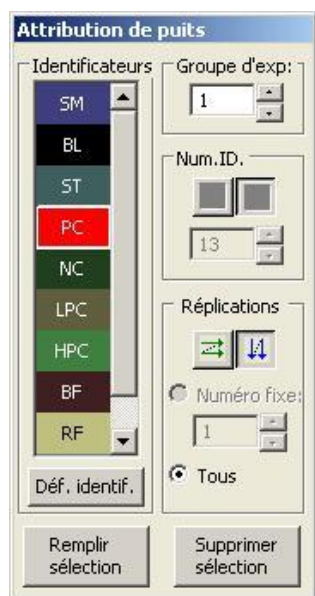 Attribution de puits
Identificateurs
SM
BL
ST
PC
NC
LPC
HPC
BF
RF
Déf. identif.
Groupe d'exp:
1
Num.ID.
13
Réplications
Numéro fixe:
1
Tous
Remplir
sélection
Supprimer
sélection